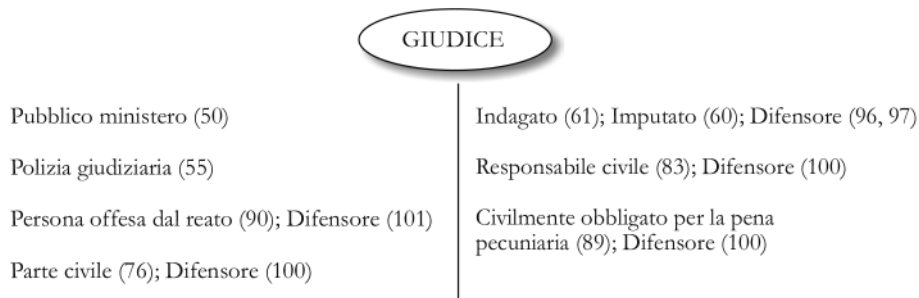 GIUDICE
Pubblico ministero (50)
Polizia giudiziaria (55)
Persona offesa dal reato (90); Difensore (101)
Parte civile (76); Difensore (100)
Indagato (61); Imputato (60); Difensore (96, 97)
Responsabile civile (83); Difensore (100)
Civilmente obbligato per la pena
pecuniaria (89); Difensore (100)